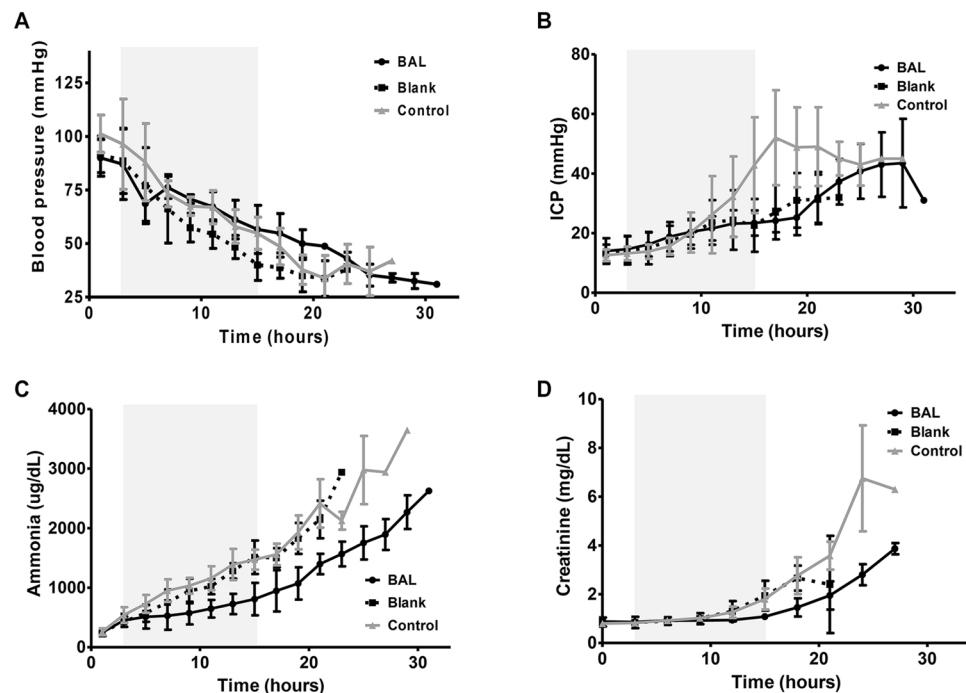 A
BAL
Blank
Control
Blood pressure (mmHg)
125
100
75
50
25
0 10 20 30
Time (hours)
B
BAL
Blank
Control
ICP (mmHg)
80
60
40
20
0
0 10 20 30
Time (hours)
C
BAL
Blank
Control
Ammonia (ug/dL)
4000
3000
2000
1000
0
0 10 20 30
Time (hours)
D
BAL
Blank
Control
Creatinine (mg/dL)
10
8
6
4
2
0
0 10 20 30
Time (hours)